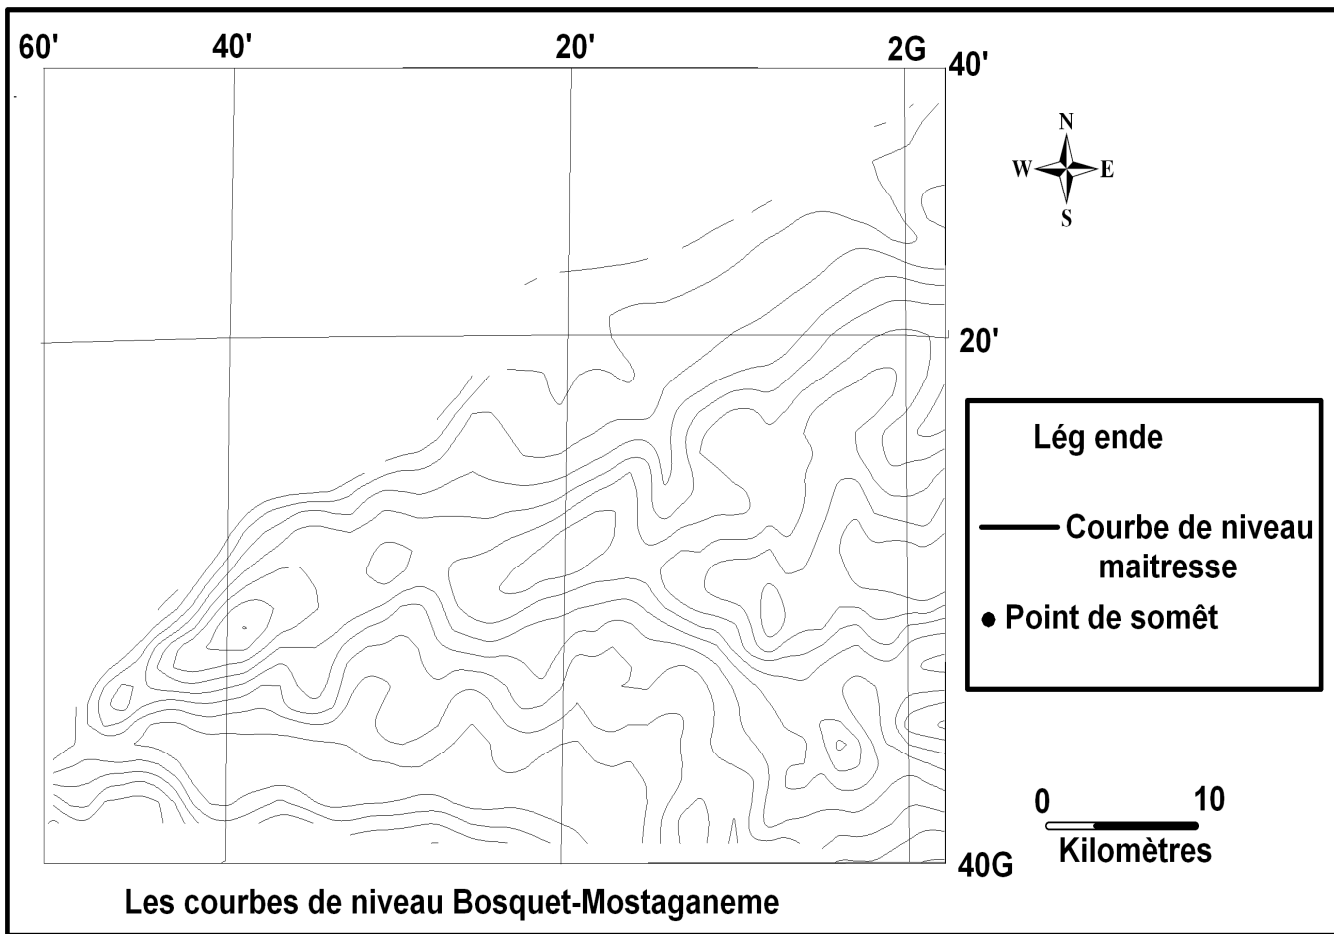 60' 40' 20' 2G
40'
N
W E
S
20'
Lég ende
Courbe de niveau
maitresse
Point de somêt
0 10
Kilomètres
40G
Les courbes de niveau Bosquet-Mostaganeme